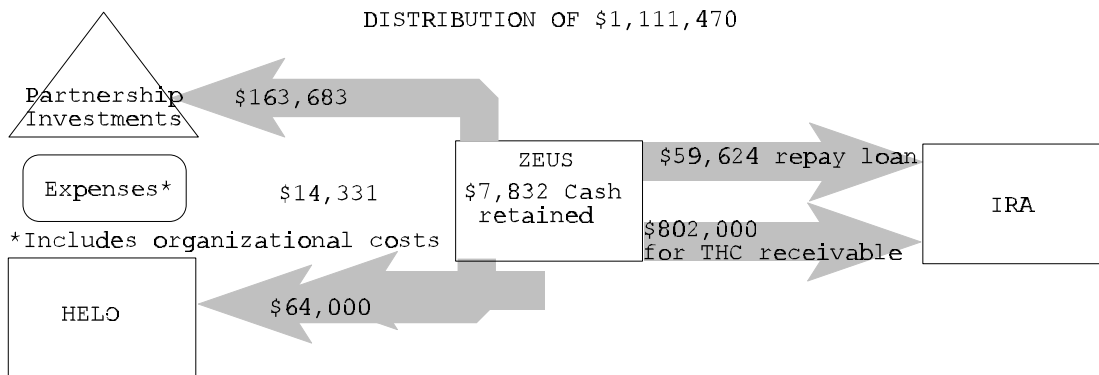 DISTRIBUTION OF $1,111,470
Partnership
Investments
$163,683
Expenses*
$14,331
*Includes organizational costs
HELO
$64,000
ZEUS
$7,832 Cash
retained
$59,624 repay loan
$802,000
for THC receivable
IRA